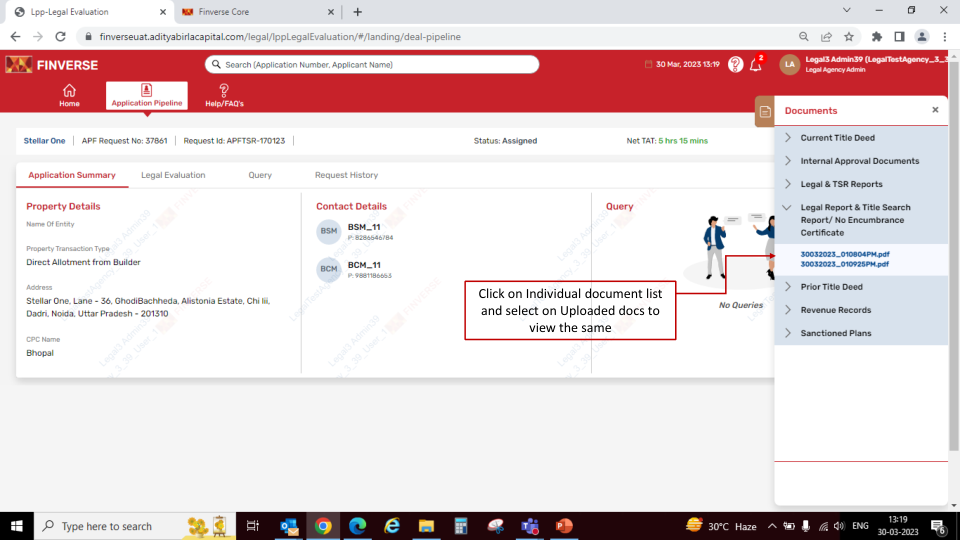 Lpp-Legal Evaluation
Finverse Core
finverseuat.adityabirlacapital.com/legal/lppLegalEvaluation/#/landing/deal-pipeline
FINVERSE
Search (Application Number, Applicant Name)
30 Mar, 2023 13:19
2
LA
Legal3 Admin39 (LegalTestAgency_3_3
Legal Agency Admin
Home
Application Pipeline
Help/FAQ's
Stellar One
APF Request No: 37861
Request Id: APFTSR-170123
Status: Assigned
Net TAT: 5 hrs 15 mins
Application Summary
Legal Evaluation
Query
Request History
Property Details
Name Of Entity
Property Transaction Type
Direct Allotment from Builder
Address
Stellar One, Lane - 36, GhodiBachheda, Alistonia Estate, Chi Iii,
Dadri, Noida, Uttar Pradesh - 201310
CPC Name
Bhopal
Contact Details
BSM
BSM_11
P: 8286646784
BCM
BCM_11
P: 9881186653
Query
No Queries
Click on Individual document list
and select on Uploaded docs to
view the same
Documents
Current Title Deed
Internal Approval Documents
Legal & TSR Reports
Legal Report & Title Search
Report/ No Encumbrance
Certificate
30032023_010804PM.pdf
30032023_010925PM.pdf
Prior Title Deed
Revenue Records
Sanctioned Plans
Type here to search
30°C Haze
ENG
13:19
30-03-2023
6